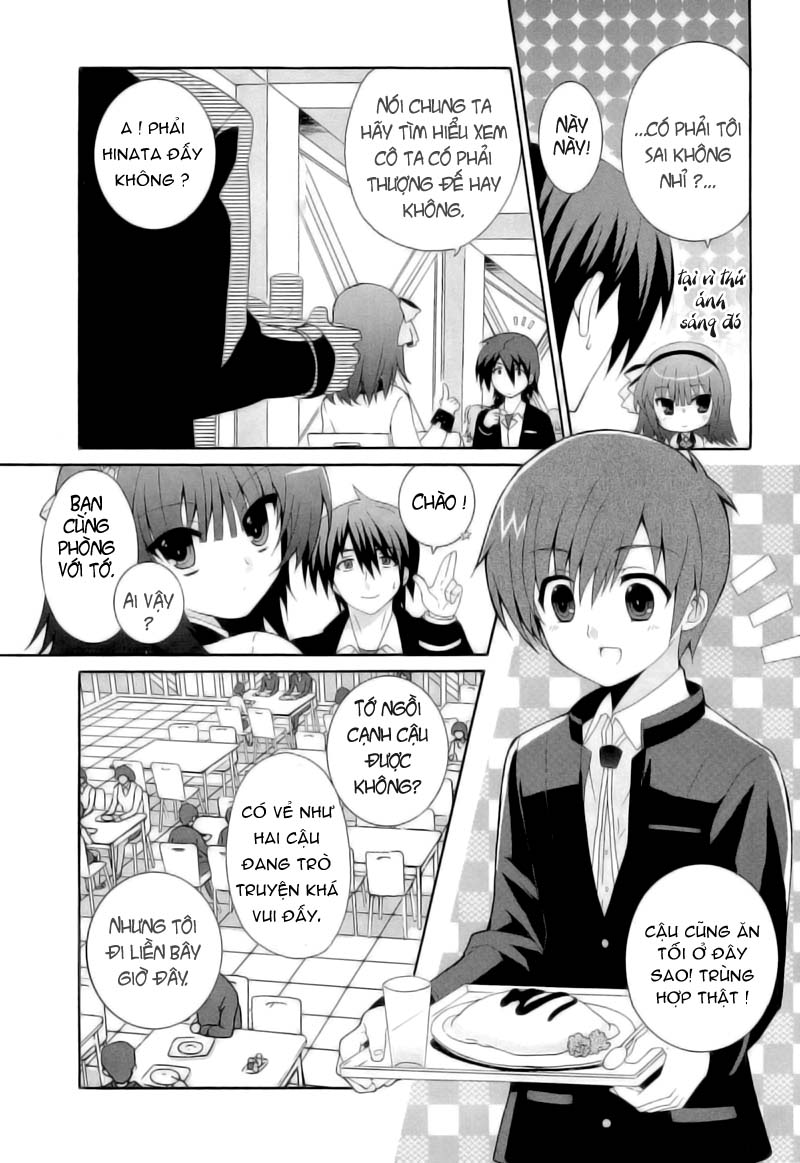 ...CÓ PHẢI TÔI
SAI KHÔNG
NHỈ ?...
NÀY
NÀY!
tại vì thứ
ánh
sáng đó
NÓI CHUNG TA
HÃY TÌM HIỂU XEM
CÔ TA CÓ PHẢI
THƯỢNG ĐẾ HAY
KHÔNG.
A ! PHẢI
HINATA ĐẤY
KHÔNG ?
CẬU CŨNG ĂN
TỐI Ở ĐÂY
SAO! TRÙNG
HỢP THẬT !
CHÀO !
BẠN
CÙNG
PHÒNG
VỚI TỚ.
AI VẬY
?
TỚ NGỒI
CẠNH CẬU
ĐƯỢC
KHÔNG?
CÓ VẺ NHƯ
HAI CẬU
ĐANG TRÒ
TRUYỆN KHÁ
VUI ĐẤY.
NHƯNG TÔI
ĐI LIỀN BÂY
GIỜ ĐÂY.